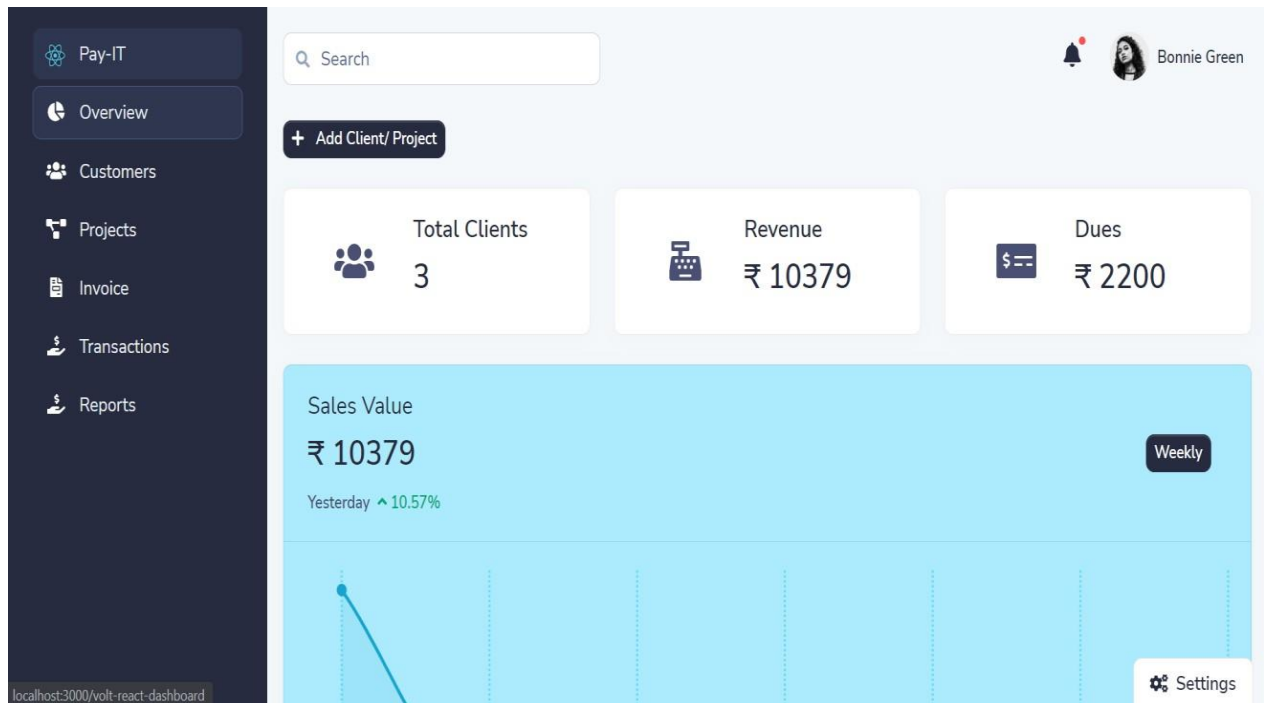 Pay-IT
Overview
Customers
Projects
Invoice
Transactions
Reports
localhost:3000/volt-react-dashboard
Search
Bonnie Green
+ Add Client/ Project
Total Clients
3
Revenue
₹ 10379
Dues
$
₹ 2200
Sales Value
₹ 10379
Weekly
Yesterday ^ 10.57%
Settings